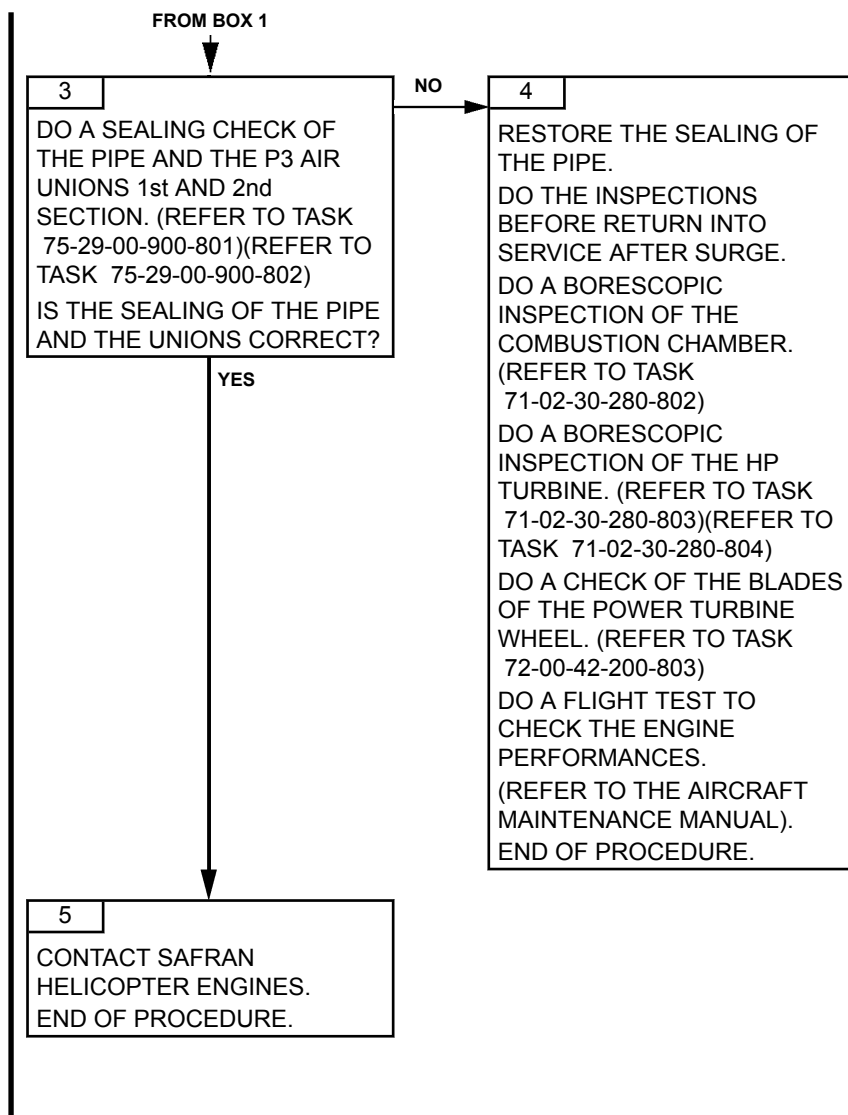 FROM BOX 1
3
DO A SEALING CHECK OF
THE PIPE AND THE P3 AIR
UNIONS 1st AND 2nd
SECTION. (REFER TO TASK
75-29-00-900-801)(REFER TO
TASK 75-29-00-900-802)
IS THE SEALING OF THE PIPE
AND THE UNIONS CORRECT?
NO
4
RESTORE THE SEALING OF
THE PIPE.
DO THE INSPECTIONS
BEFORE RETURN INTO
SERVICE AFTER SURGE.
DO A BORESCOPIC
INSPECTION OF THE
COMBUSTION CHAMBER.
(REFER TO TASK
71-02-30-280-802)
DO A BORESCOPIC
INSPECTION OF THE HP
TURBINE. (REFER TO TASK
71-02-30-280-803)(REFER TO
TASK 71-02-30-280-804)
DO A CHECK OF THE BLADES
OF THE POWER TURBINE
WHEEL. (REFER TO TASK
72-00-42-200-803)
DO A FLIGHT TEST TO
CHECK THE ENGINE
PERFORMANCES.
(REFER TO THE AIRCRAFT
MAINTENANCE MANUAL).
END OF PROCEDURE.
YES
5
CONTACT SAFRAN
HELICOPTER ENGINES.
END OF PROCEDURE.